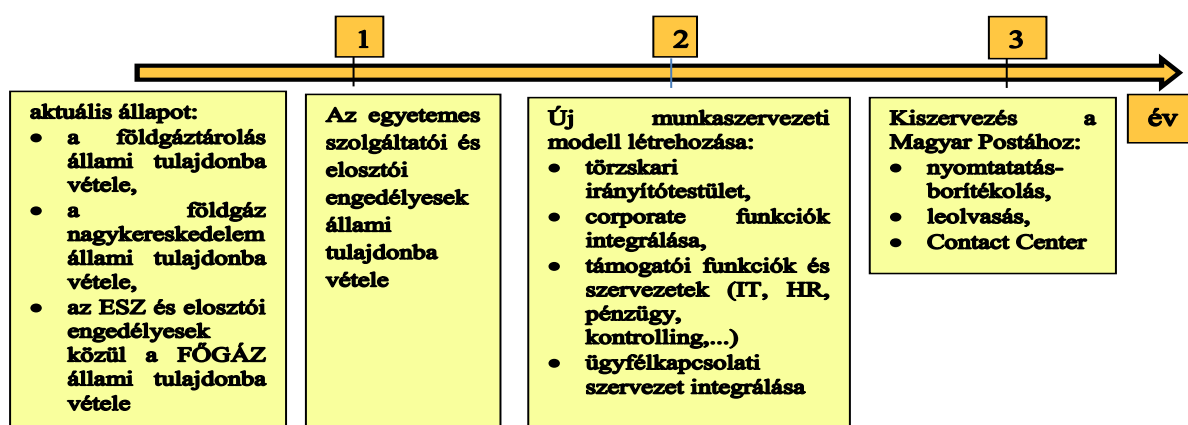 1
2
3
év
aktuális állapot:
• a földgáztárolás
állami tulajdonba
vétele,
• a földgáz
nagykereskedelem
állami tulajdonba
vétele,
• az ESZ és elosztói
engedélyesek
közül a FŐGÁZ
állami tulajdonba
vétele
Az egyetemes
szolgáltatói és
elosztói
engedélyesek
állami
tulajdonba
vétele
Új munkaszervezeti
modell létrehozása:
• törzskari
irányítótestület,
• corporate funkciók
integrálása,
• támogatói funkciók és
szervezetek (IT, HR,
pénzügy,
kontrolling,...)
• ügyfélkapcsolati
szervezet integrálása
Kiszervezés a
Magyar Postához:
• nyomtatatás-
borítékolás,
• leolvasás,
• Contact Center